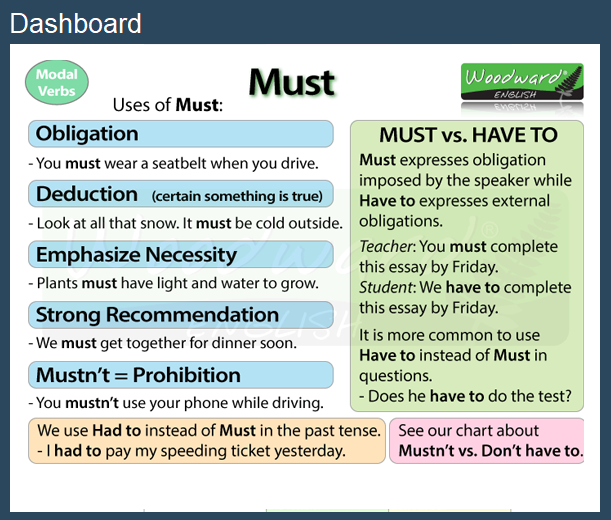 Dashboard
Modal
Verbs
Must
Woodward®
ENGLISH
Uses of Must:
Obligation
- You must wear a seatbelt when you drive.
Deduction (certain something is true)
- Look at all that snow. It must be cold outside.
Emphasize Necessity
- Plants must have light and water to grow.
Strong Recommendation
- We must get together for dinner soon.
Mustn't = Prohibition
- You mustn't use your phone while driving.
MUST vs. HAVE TO
Must expresses obligation
imposed by the speaker while
Have to expresses external
obligations.
Teacher: You must complete
this essay by Friday.
Student: We have to complete
this essay by Friday.
It is more common to use
Have to instead of Must in
questions.
- Does he have to do the test?
We use Had to instead of Must in the past tense.
- I had to pay my speeding ticket yesterday.
See our chart about
Mustn't vs. Don't have to.
Woodward®
ENGLISH